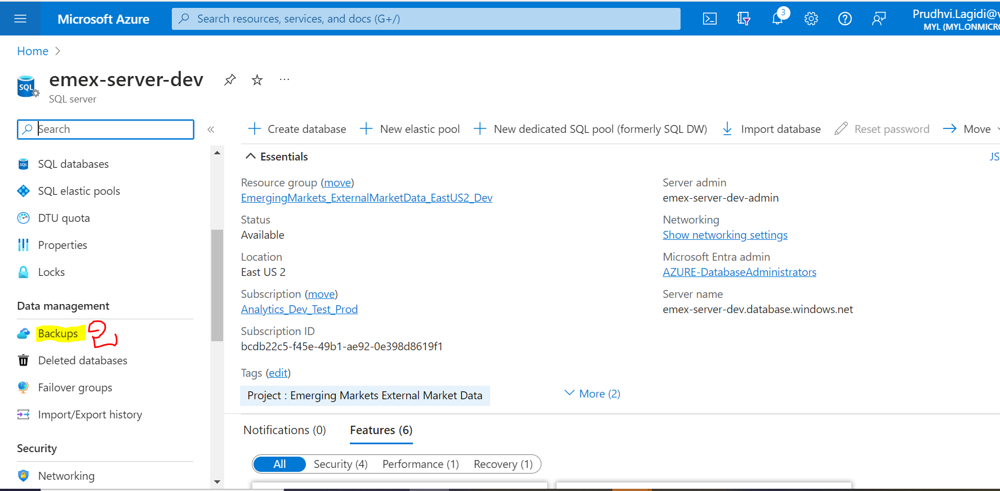 Microsoft Azure
Search resources, services, and docs (G+/)
3
Prudhvi.Lagidi@v
MYL (MYL.ONMICRO
Home
emex-server-dev
SQL
SQL server
Search
SQL databases
SQL elastic pools
DTU quota
Properties
Locks
Data management
Backups 2
Deleted databases
Failover groups
Import/Export history
Security
Networking
Create database
New elastic pool
New dedicated SQL pool (formerly SQL DW)
Import database
Reset password
Move
Essentials
JS
Resource group (move)
EmergingMarkets_ExternalMarketData_EastUS2_Dev
Status
Available
Location
East US 2
Subscription (move)
Analytics_Dev_Test_Prod
Subscription ID
bcdb22c5-f45e-49b1-ae92-0e398d8619f1
Tags (edit)
Project : Emerging Markets External Market Data
More (2)
Server admin
emex-server-dev-admin
Networking
Show networking settings
Microsoft Entra admin
AZURE-DatabaseAdministrators
Server name
emex-server-dev.database.windows.net
Notifications (0)
Features (6)
All
Security (4)
Performance (1)
Recovery (1)